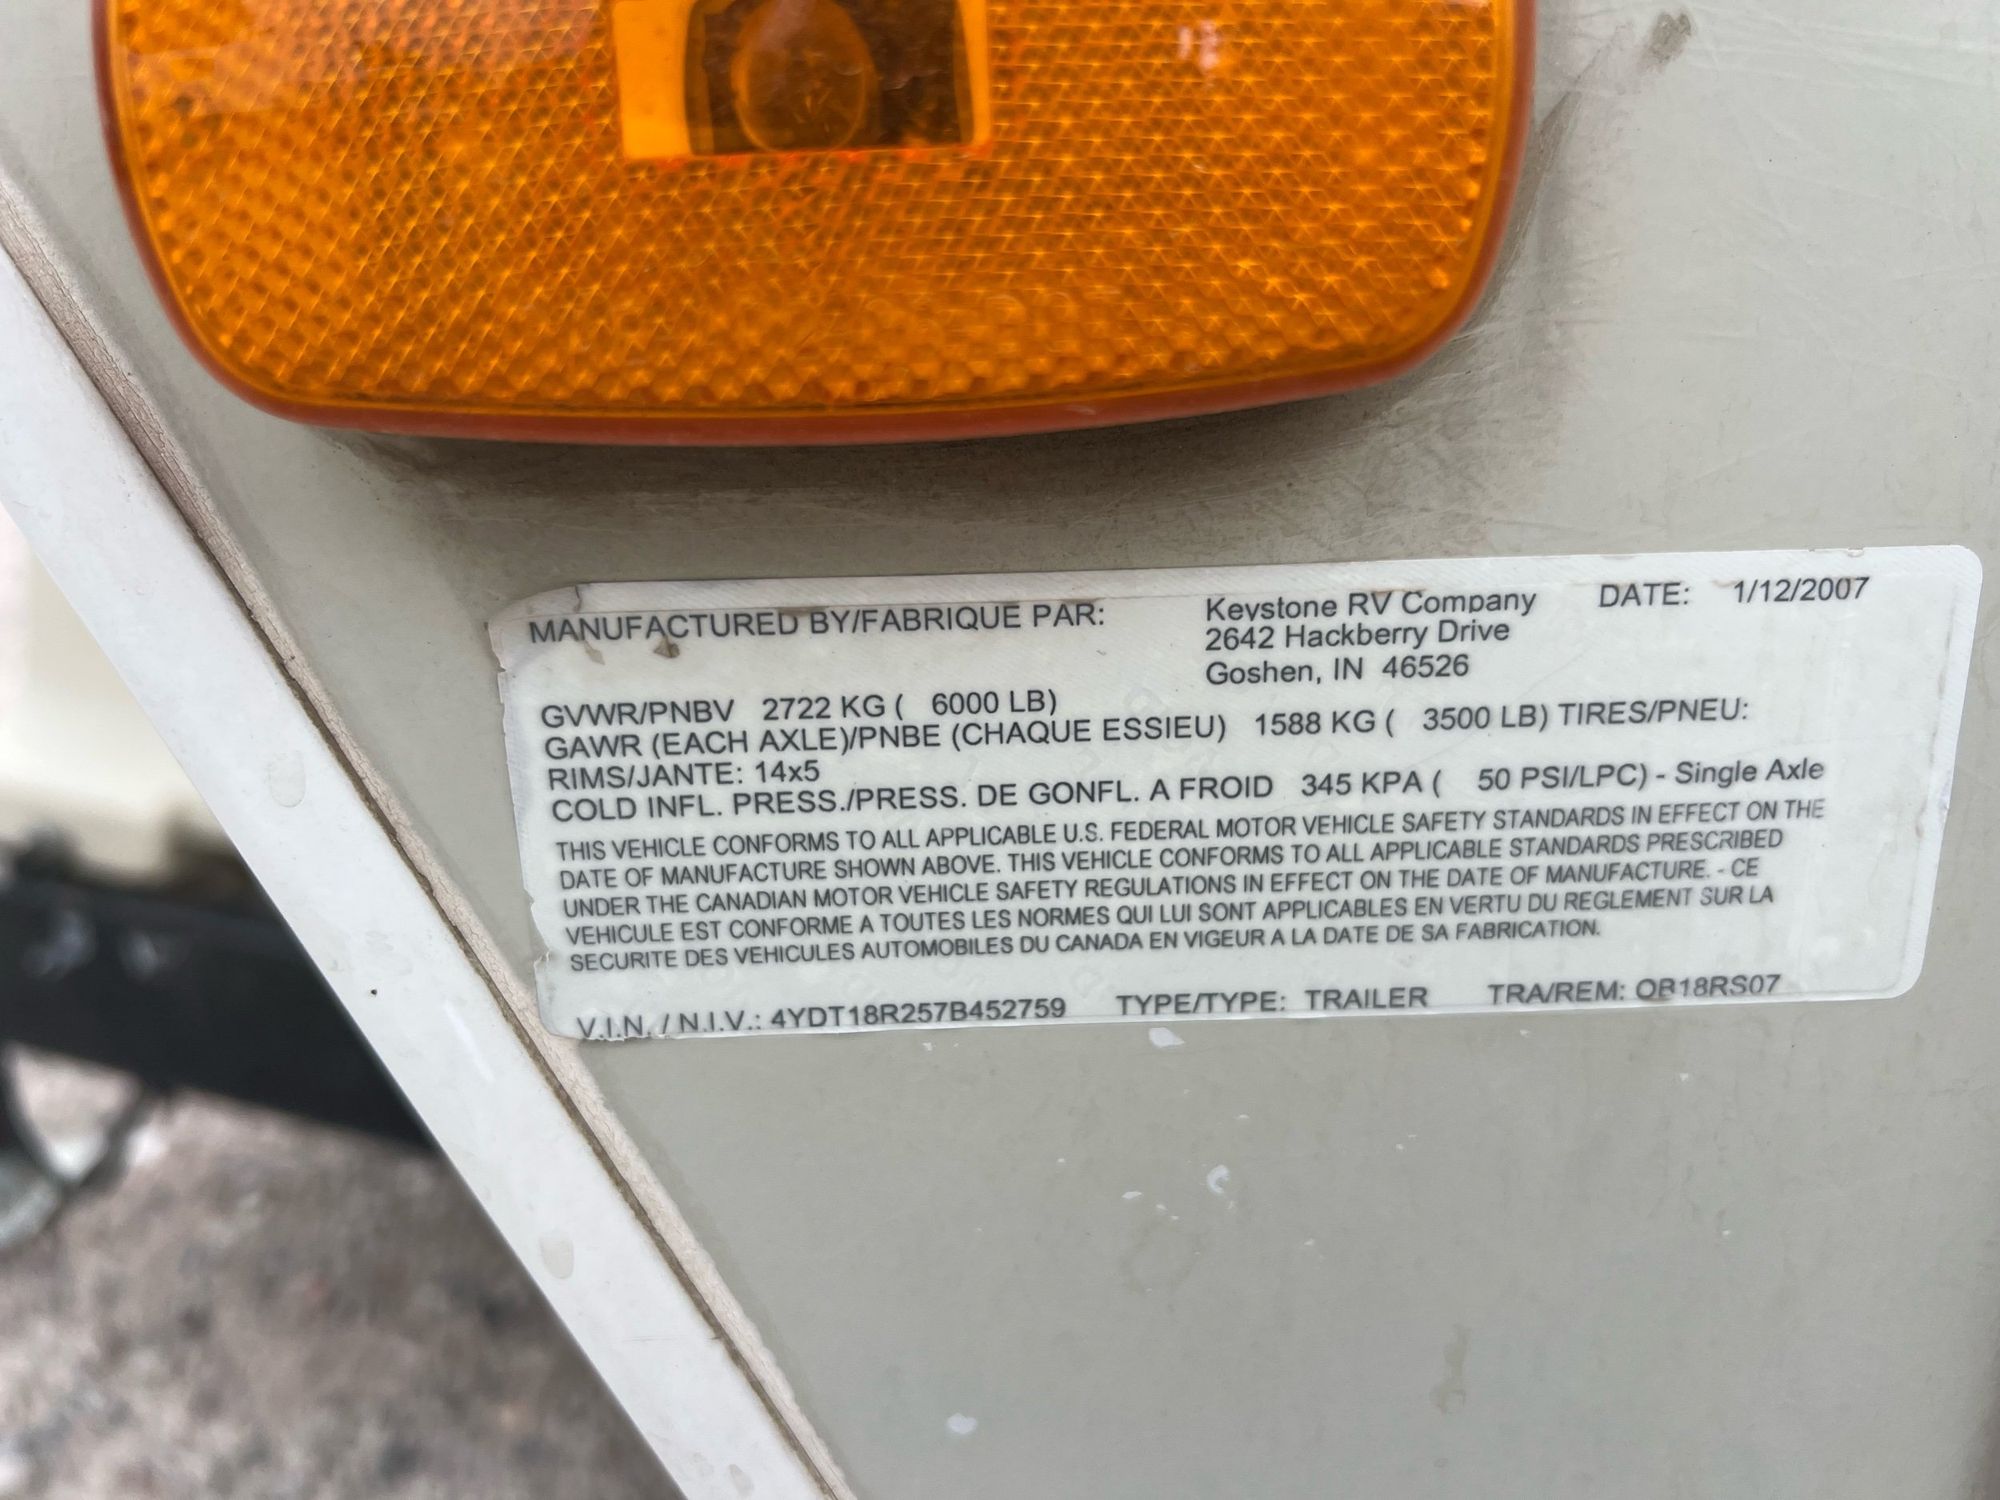 MANUFACTURED BY/FABRIQUE PAR: Keystone RV Company DATE: 1/12/2007
2642 Hackberry Drive
Goshen, IN 46526
GVWR/PNBV 2722 KG ( 6000 LB)
GAWR (EACH AXLE)/PNBE (CHAQUE ESSIEU) 1588 KG ( 3500 LB) TIRES/PNEU:
RIMS/JANTE: 14x5
COLD INFL. PRESS./PRESS. DE GONFL. A FROID 345 KPA ( 50 PSI/LPC) - Single Axle
THIS VEHICLE CONFORMS TO ALL APPLICABLE U.S. FEDERAL MOTOR VEHICLE SAFETY STANDARDS IN EFFECT ON THE
DATE OF MANUFACTURE SHOWN ABOVE. THIS VEHICLE CONFORMS TO ALL APPLICABLE STANDARDS PRESCRIBED
UNDER THE CANADIAN MOTOR VEHICLE SAFETY REGULATIONS IN EFFECT ON THE DATE OF MANUFACTURE. - CE
VEHICULE EST CONFORME A TOUTES LES NORMES QUI LUI SONT APPLICABLES EN VERTU DU REGLEMENT SUR LA
SECURITE DES VEHICULES AUTOMOBILES DU CANADA EN VIGEUR A LA DATE DE SA FABRICATION.
V.I.N. / N.I.V.: 4YDT18R257B452759 TYPE/TYPE: TRAILER TRA/REM: OB18RS07